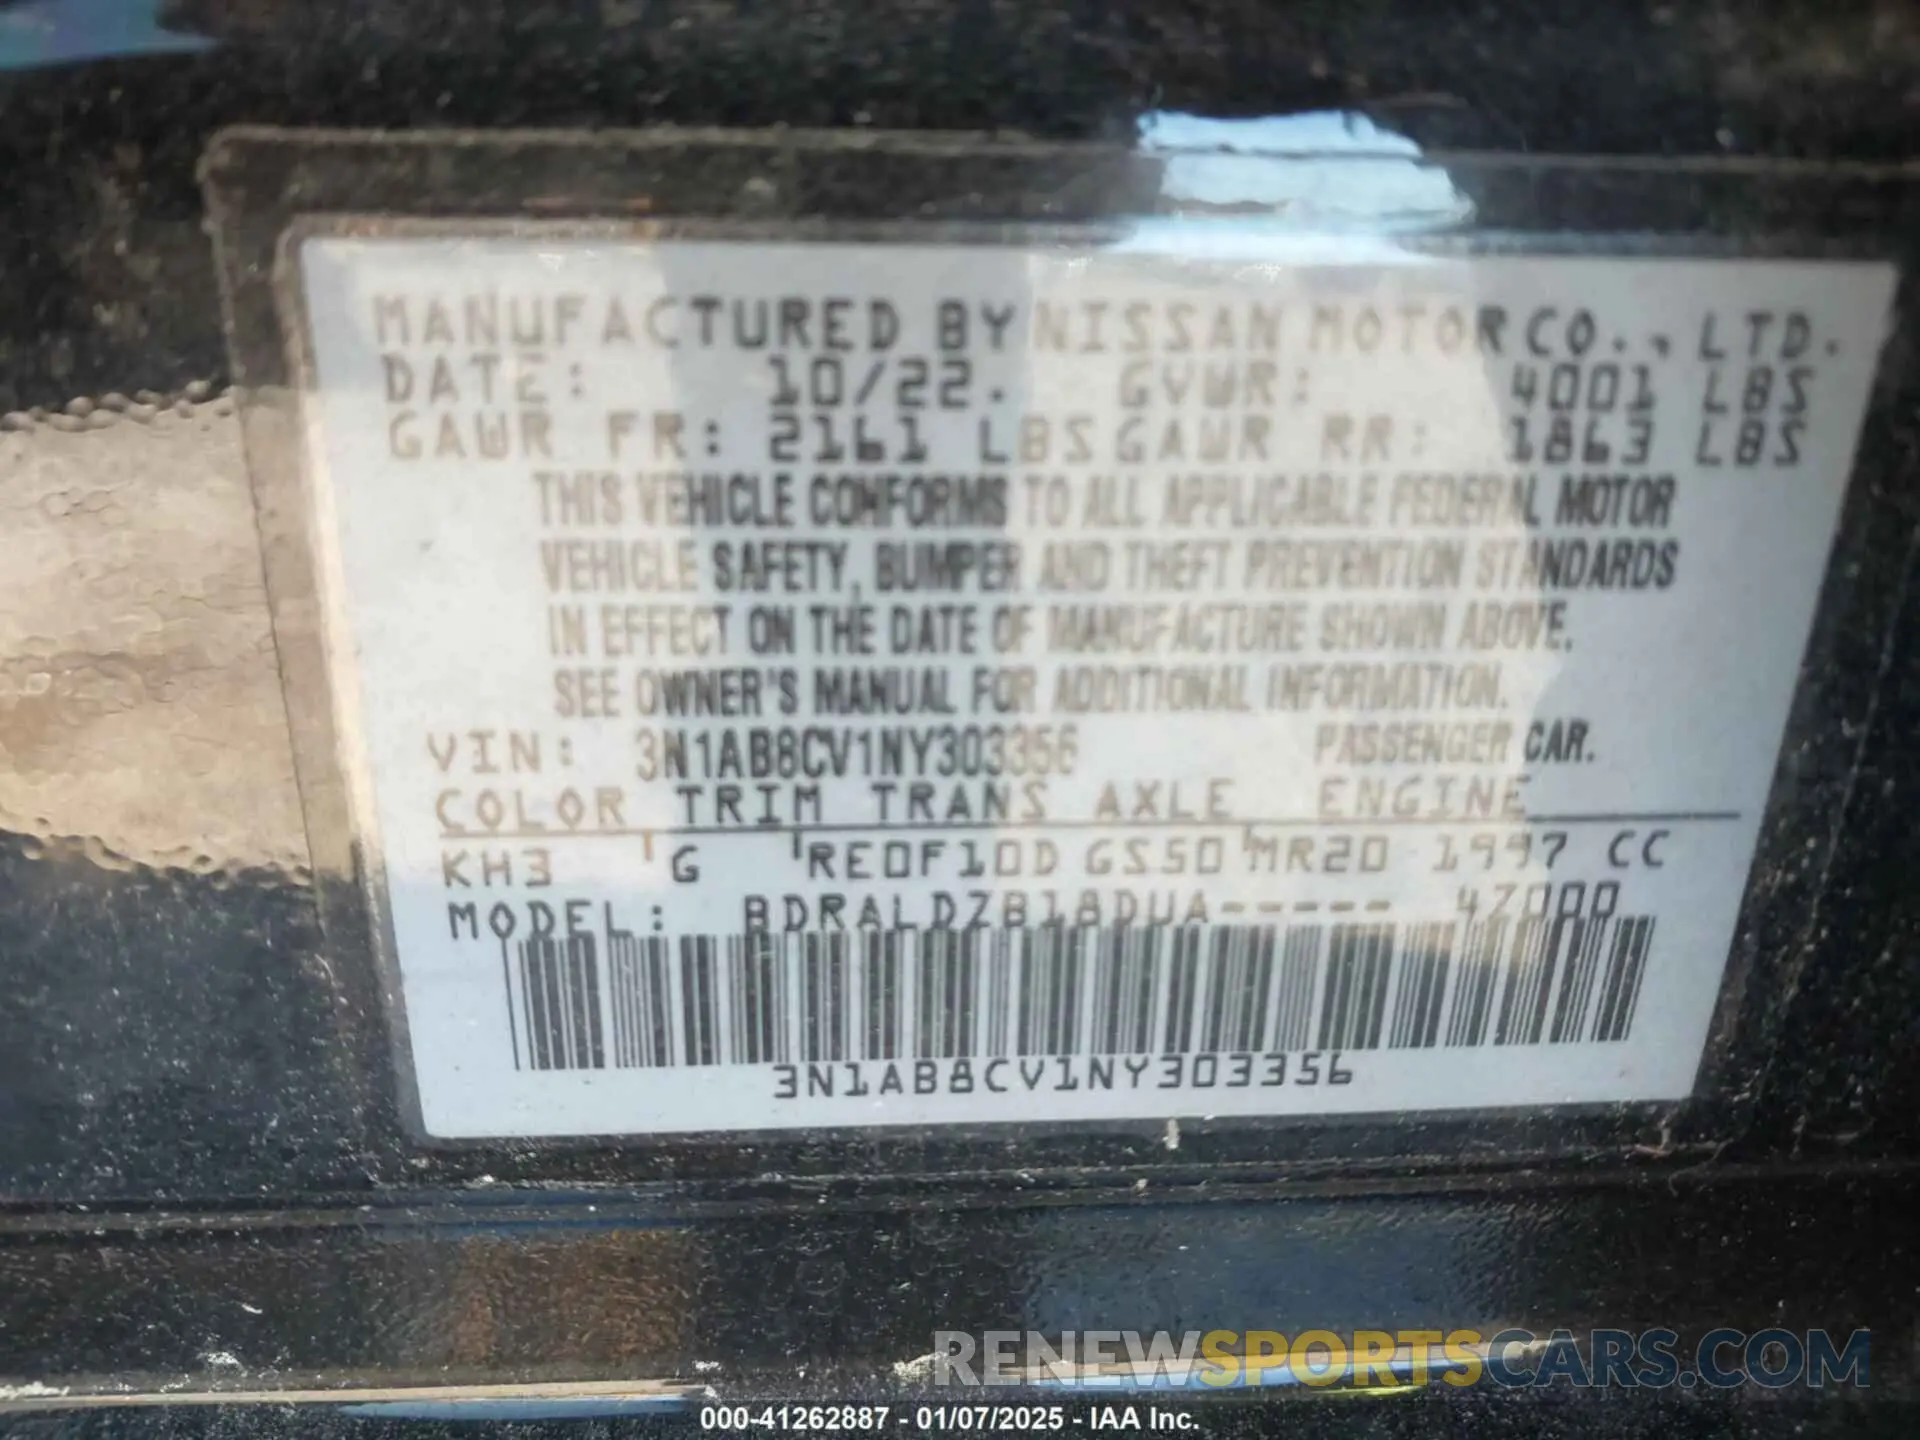 MANUFACTURED BY NISSAN MOTOR CO., LTD.
DATE: 10/22. GVWR: 4001 LBS
GAWR FR: 2161 LBS GAWR RR: 1863 LBS
THIS VEHICLE CONFORMS TO ALL APPLICABLE FEDERAL MOTOR
VEHICLE SAFETY, BUMPER AND THEFT PREVENTION STANDARDS
IN EFFECT ON THE DATE OF MANUFACTURE SHOWN ABOVE.
SEE OWNER'S MANUAL FOR ADDITIONAL INFORMATION.
VIN: 3N1AB8CV1NY303356 PASSENGER CAR.
COLOR TRIM TRANS AXLE ENGINE
KH3 G RE0F10D GS50 MR20 1997 CC
MODEL: BDRALDZB18DUA----- 4Z000
3N1AB8CV1NY303356
RENEWSPORTSCARS.COM
000-41262887 - 01/07/2025 - IAA Inc.